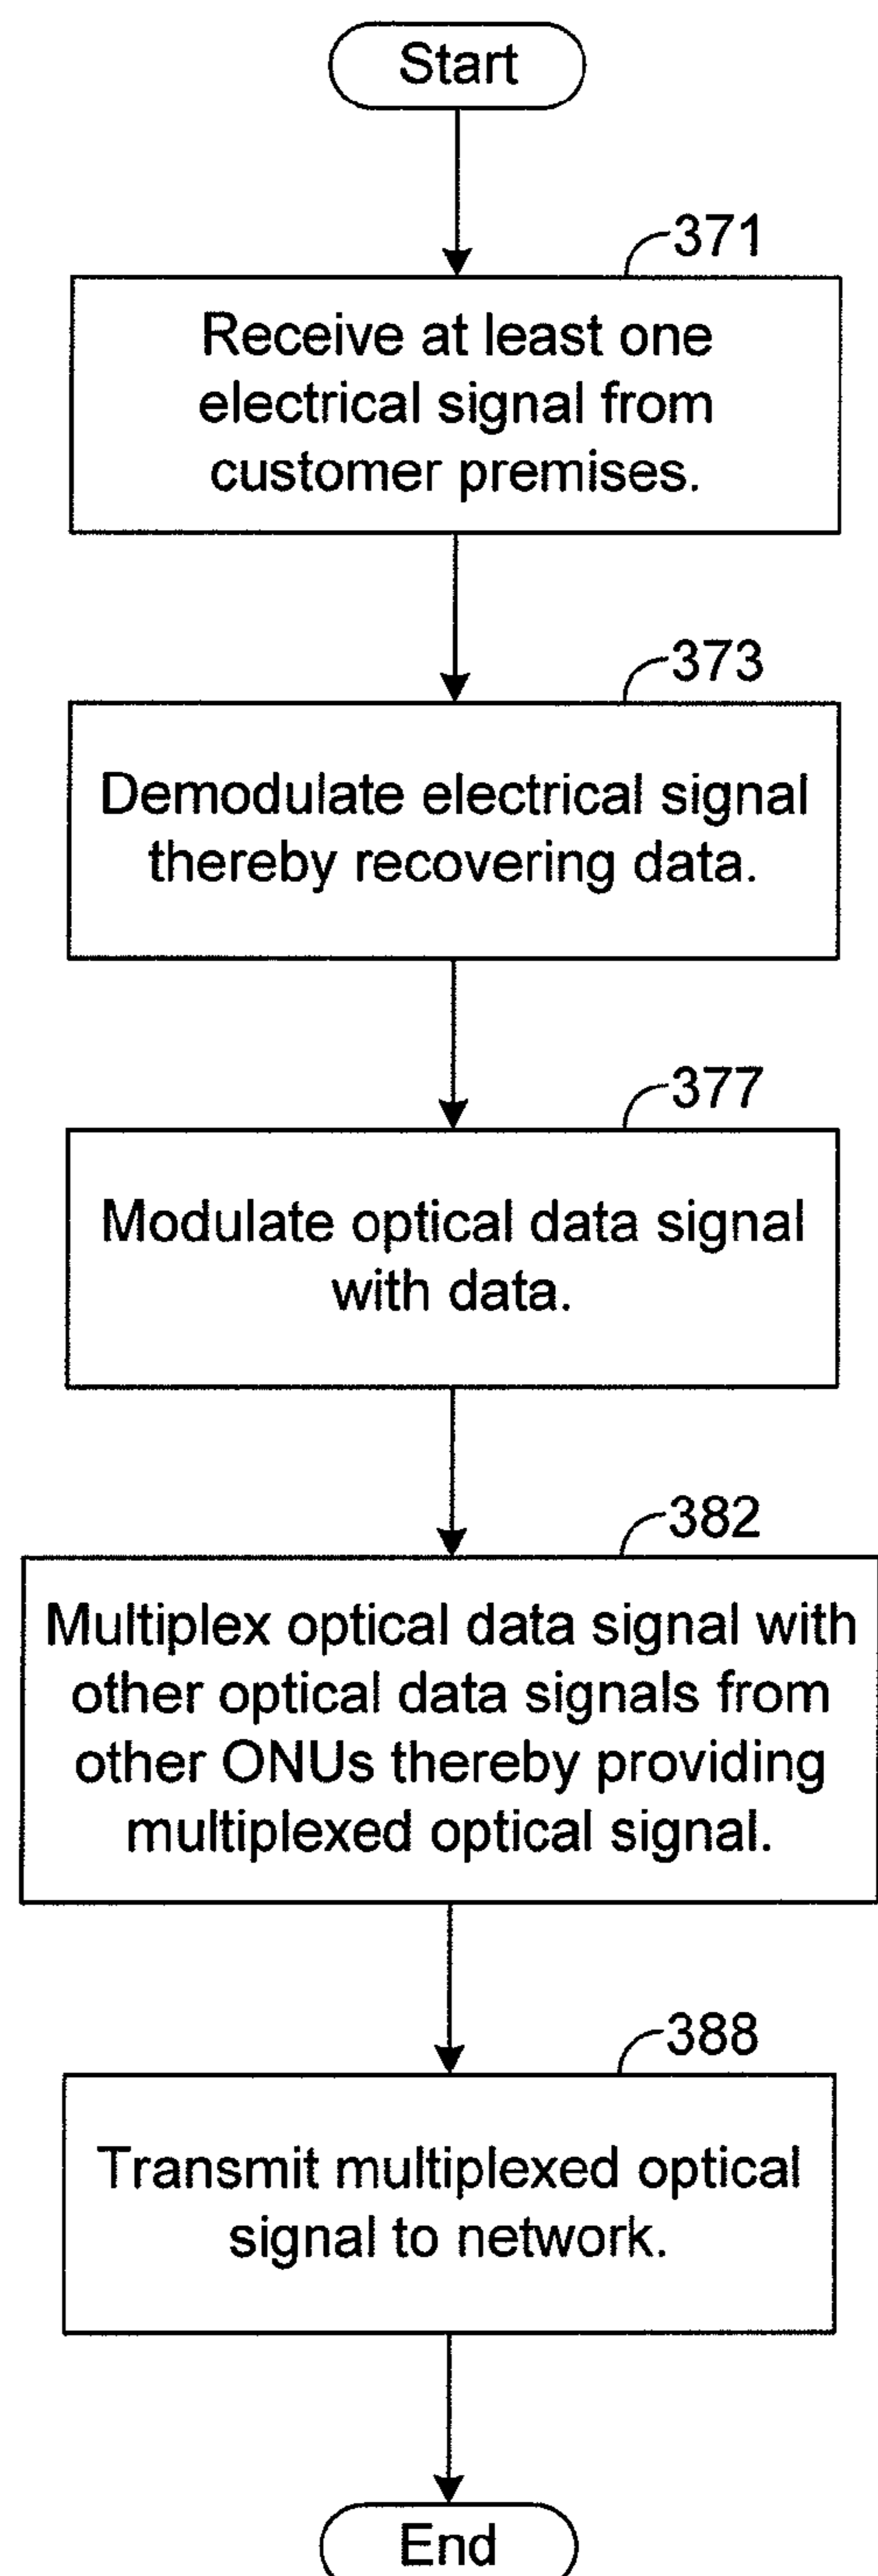 Start
371
Receive at least one
electrical signal from
customer premises.
373
Demodulate electrical signal
thereby recovering data.
377
Modulate optical data signal
with data.
382
Multiplex optical data signal with
other optical data signals from
other ONUs thereby providing
multiplexed optical signal.
388
Transmit multiplexed optical
signal to network.
End